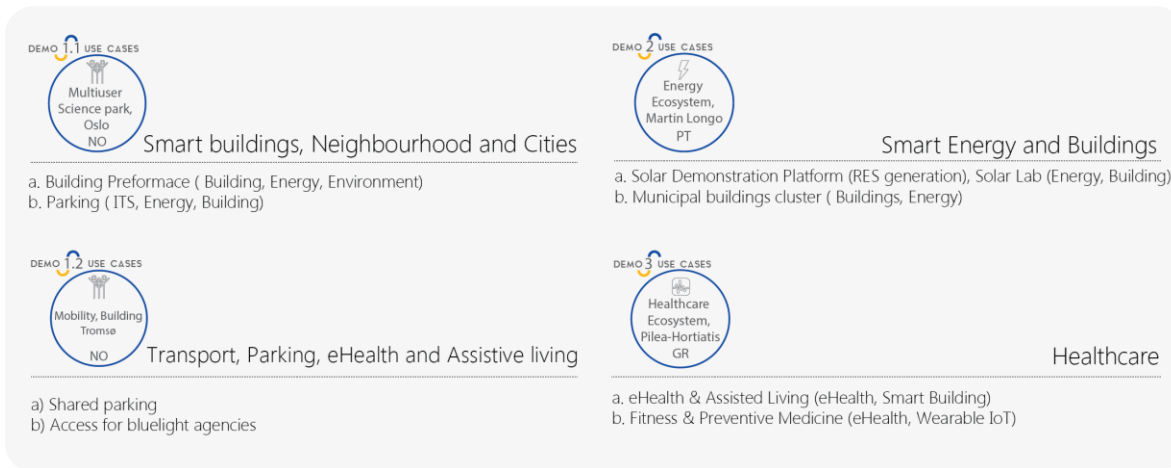 DEMO 1.1 USE CASES
Multiuser
Science park,
Oslo
NO
Smart buildings, Neighbourhood and Cities
a. Building Preformace ( Building, Energy, Environment)
b. Parking ( ITS, Energy, Building)
DEMO 2 USE CASES
Energy
Ecosystem,
Martin Longo
PT
Smart Energy and Buildings
a. Solar Demonstration Platform (RES generation), Solar Lab (Energy, Building)
b. Municipal buildings cluster ( Buildings, Energy)
DEMO 1.2 USE CASES
Mobility, Building
Tromsø
NO
Transport, Parking, eHealth and Assistive living
a) Shared parking
b) Access for bluelight agencies
DEMO 3 USE CASES
Healthcare
Ecosystem,
Pilea-Hortiatis
GR
Healthcare
a. eHealth & Assisted Living (eHealth, Smart Building)
b. Fitness & Preventive Medicine (eHealth, Wearable IoT)